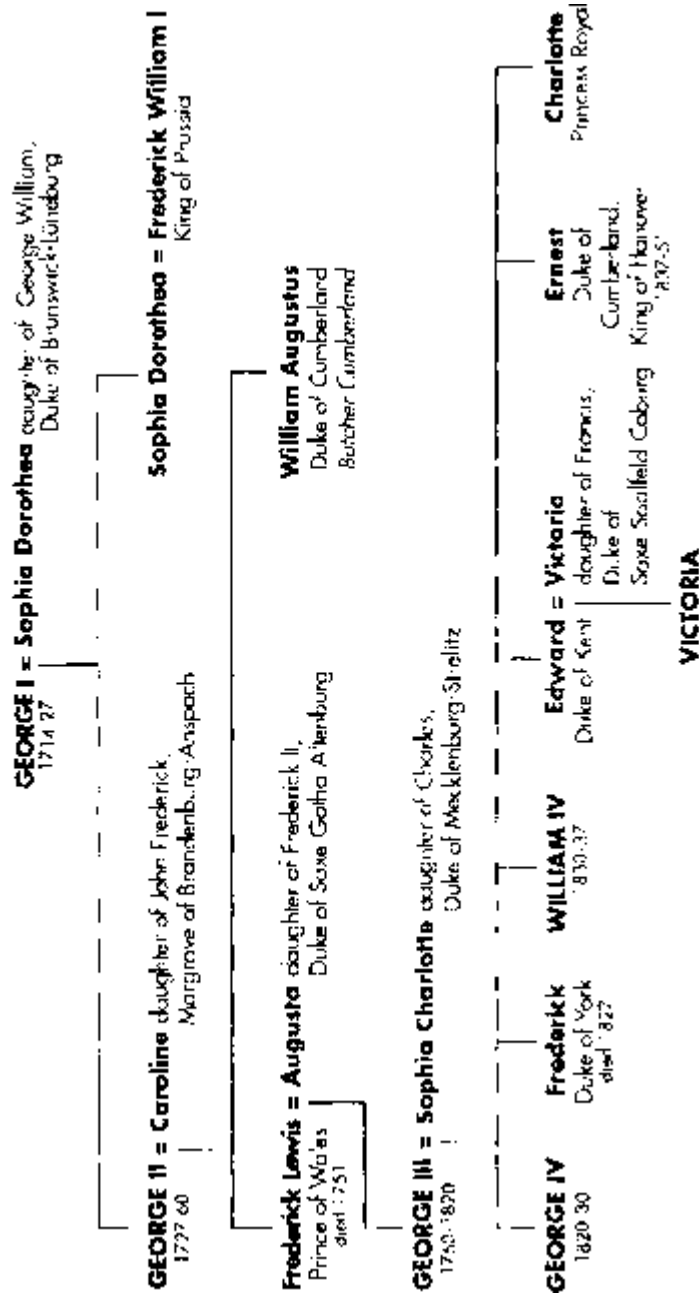 GEORGE I = Sophia Dorothea daughter of George William,
1714-27 Duke of Brunswick-Lüneburg
GEORGE II = Caroline daughter of John Frederick,
1727-60 Margrave of Brandenburg-Anspach
Sophia Dorothea = Frederick William I
King of Prussia
Frederick Lewis = Augusta daughter of Frederick II,
Prince of Wales Duke of Saxe Gotha Altenburg
died 1751
William Augustus
Duke of Cumberland
Butcher Cumberland
GEORGE III = Sophia Charlotte daughter of Charles,
1760-1820 Duke of Mecklenburg-Strelitz
GEORGE IV
1820-30
Frederick
Duke of York
died 1827
WILLIAM IV
1830-37
Edward = Victoria
Duke of Kent daughter of Francis,
Duke of
Saxe Saalfeld Coburg
Ernest
Duke of
Cumberland,
King of Hanover
Charlotte
Princess Royal
VICTORIA